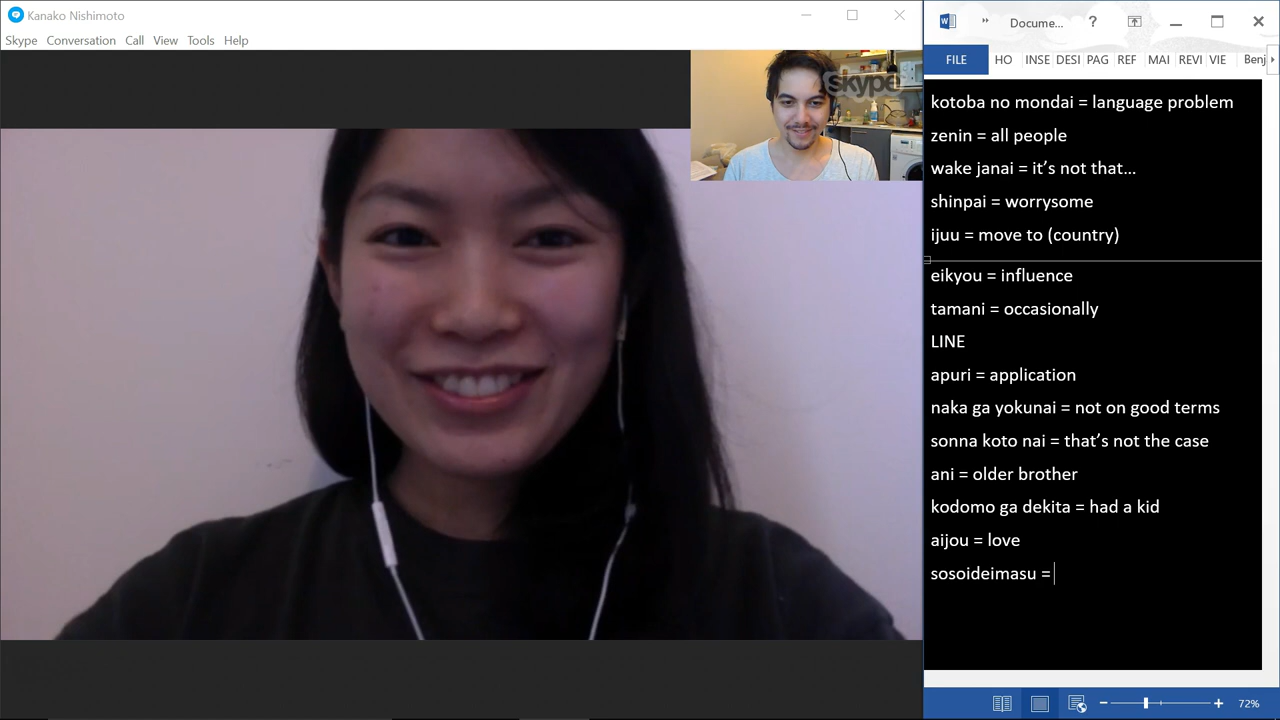 Kanako Nishimoto
Skype Conversation Call View Tools Help
skype
Docume... ?
FILE HO INSE DESI PAG REF MAI REVI VIE Benj
kotoba no mondai = language problem
zenin = all people
wake janai = it’s not that...
shinpai = worrysome
ijuu = move to (country)
eikyou = influence
tamani = occasionally
LINE
apuri = application
naka ga yokunai = not on good terms
sonna koto nai = that’s not the case
ani = older brother
kodomo ga dekita = had a kid
aijou = love
sosoideimasu =
72%